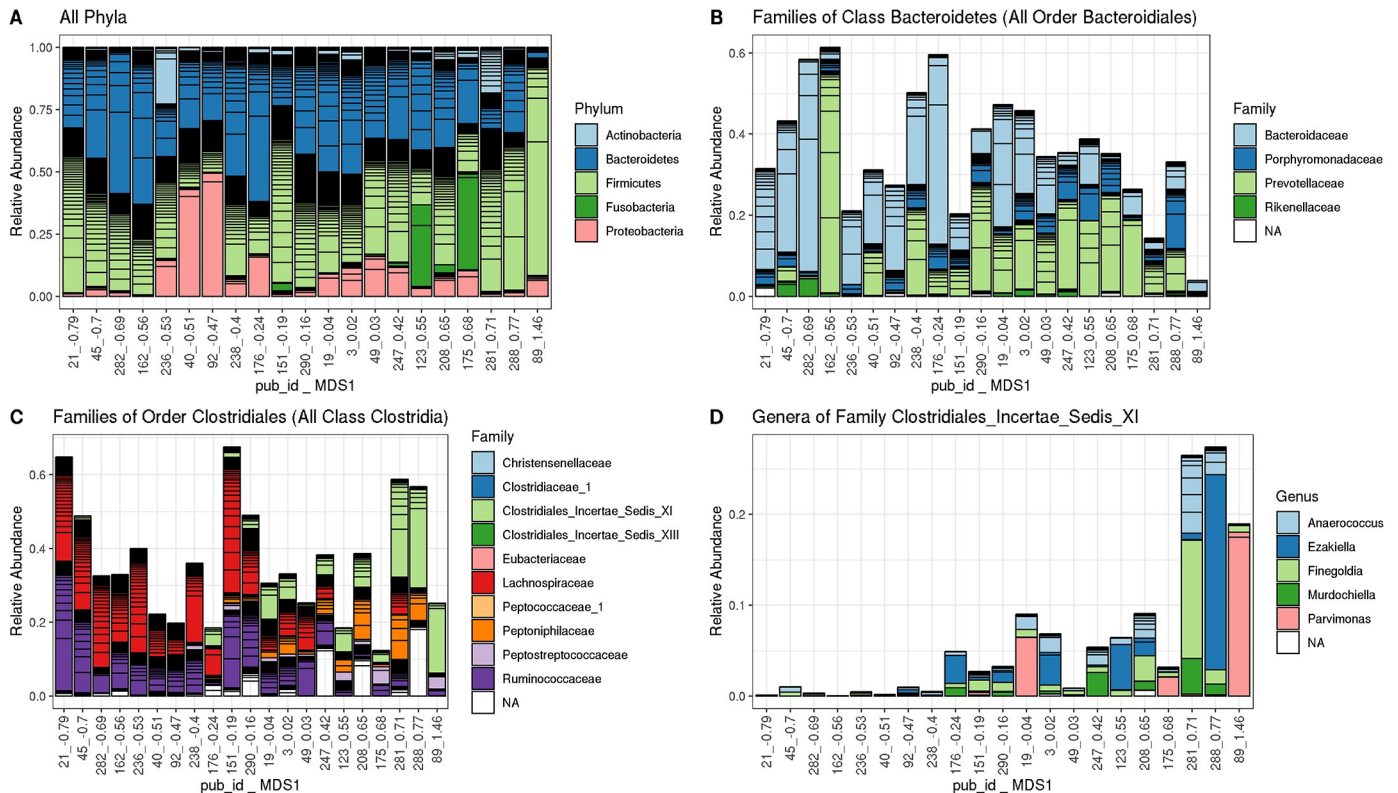 A All Phyla
1.00
0.75
0.50
0.25
0.00
Relative Abundance
21_-0.79
45_-0.7
282_-0.69
162_-0.56
236_-0.53
40_-0.51
92_-0.47
238_-0.4
176_-0.24
151_-0.19
290_-0.16
19_-0.04
3_0.02
49_0.03
247_0.42
123_0.55
208_0.65
175_0.68
281_0.71
288_0.77
89_1.46
pub_id _ MDS1
Phylum
Actinobacteria
Bacteroidetes
Firmicutes
Fusobacteria
Proteobacteria
B Families of Class Bacteroidetes (All Order Bacteroidiales)
0.6
0.4
0.2
0.0
Relative Abundance
21_-0.79
45_-0.7
282_-0.69
162_-0.56
236_-0.53
40_-0.51
92_-0.47
238_-0.4
176_-0.24
151_-0.19
290_-0.16
19_-0.04
3_0.02
49_0.03
247_0.42
123_0.55
208_0.65
175_0.68
281_0.71
288_0.77
89_1.46
pub_id _ MDS1
Family
Bacteroidaceae
Porphyromonadaceae
Prevotellaceae
Rikenellaceae
NA
C Families of Order Clostridiales (All Class Clostridia)
0.6
0.4
0.2
0.0
Relative Abundance
21_-0.79
45_-0.7
282_-0.69
162_-0.56
236_-0.53
40_-0.51
92_-0.47
238_-0.4
176_-0.24
151_-0.19
290_-0.16
19_-0.04
3_0.02
49_0.03
247_0.42
123_0.55
208_0.65
175_0.68
281_0.71
288_0.77
89_1.46
pub_id _ MDS1
Family
Christensenellaceae
Clostridiaceae_1
Clostridiales_Incertae_Sedis_XI
Clostridiales_Incertae_Sedis_XIII
Eubacteriaceae
Lachnospiraceae
Peptococcaceae_1
Peptoniphilaceae
Peptostreptococcaceae
Ruminococcaceae
NA
D Genera of Family Clostridiales_Incertae_Sedis_XI
0.2
0.1
0.0
Relative Abundance
21_-0.79
45_-0.7
282_-0.69
162_-0.56
236_-0.53
40_-0.51
92_-0.47
238_-0.4
176_-0.24
151_-0.19
290_-0.16
19_-0.04
3_0.02
49_0.03
247_0.42
123_0.55
208_0.65
175_0.68
281_0.71
288_0.77
89_1.46
pub_id _ MDS1
Genus
Anaerococcus
Ezakiella
Finegoldia
Murdochiella
Parvimonas
NA